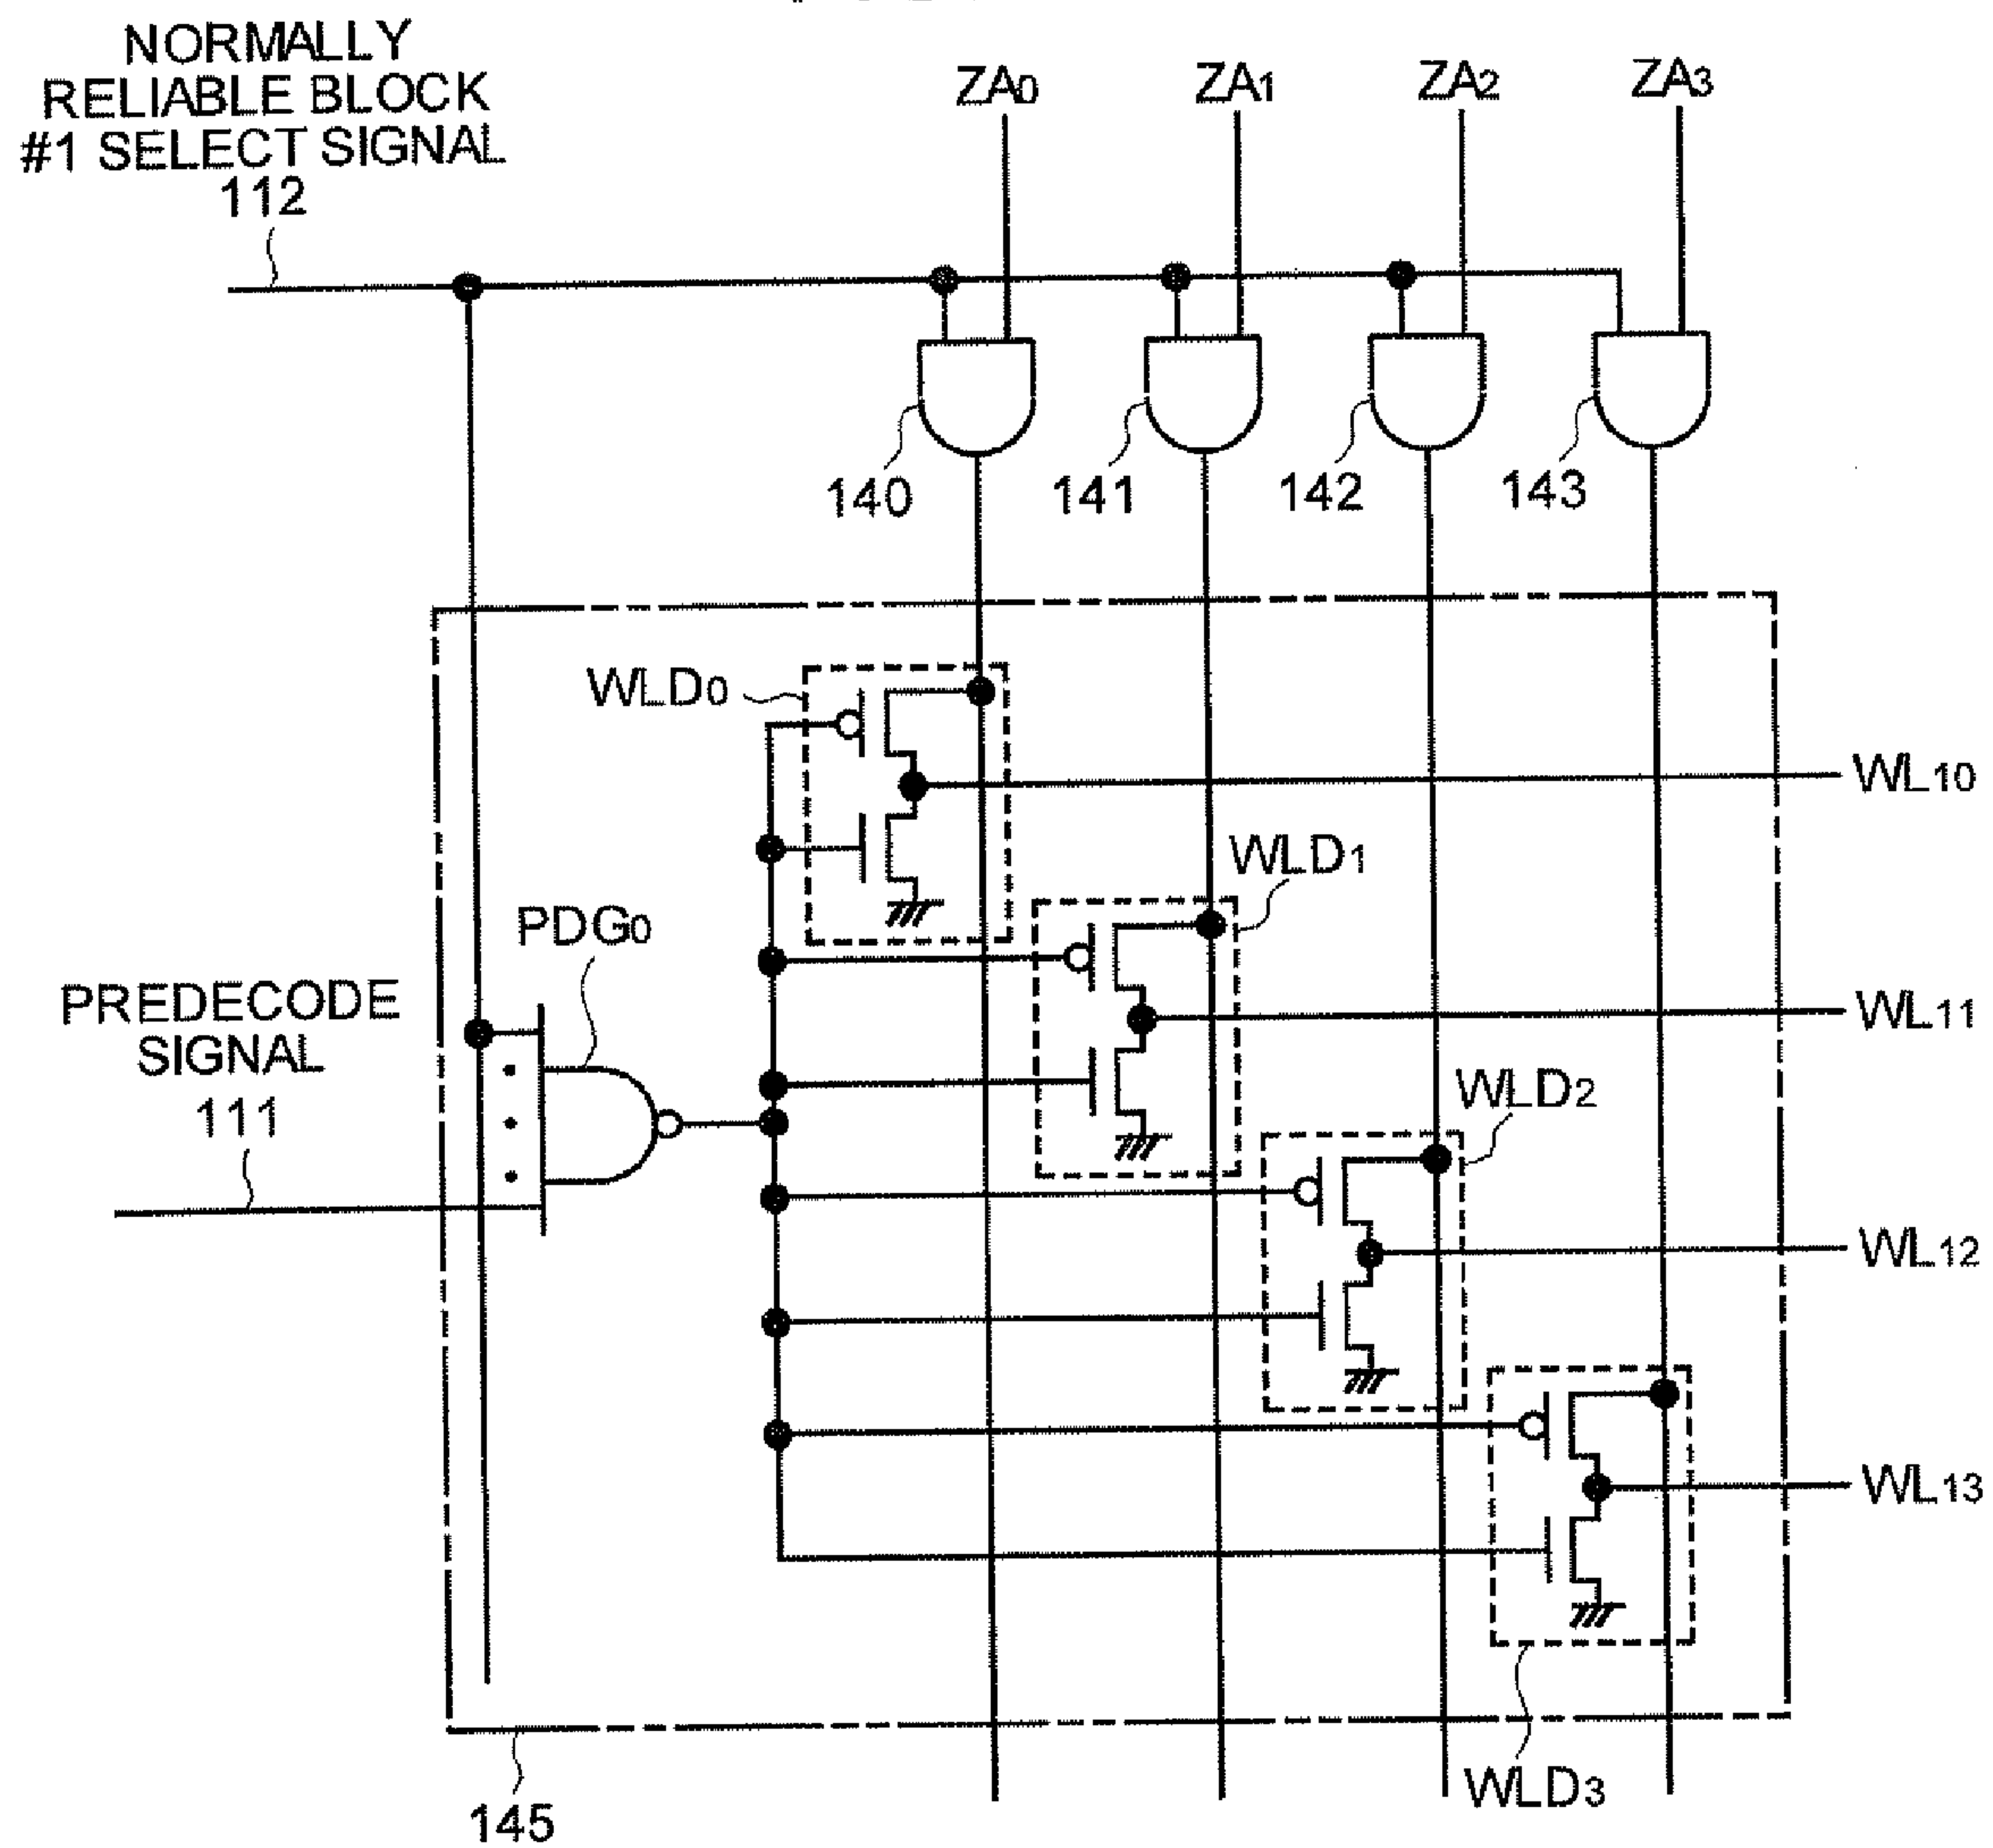 NORMALLY
RELIABLE BLOCK
#1 SELECT SIGNAL
112
ZA0
ZA1
ZA2
ZA3
140
141
142
143
WLD0
WL10
WLD1
PDG0
PREDECODE
SIGNAL
111
WL11
WLD2
WL12
WL13
WLD3
145